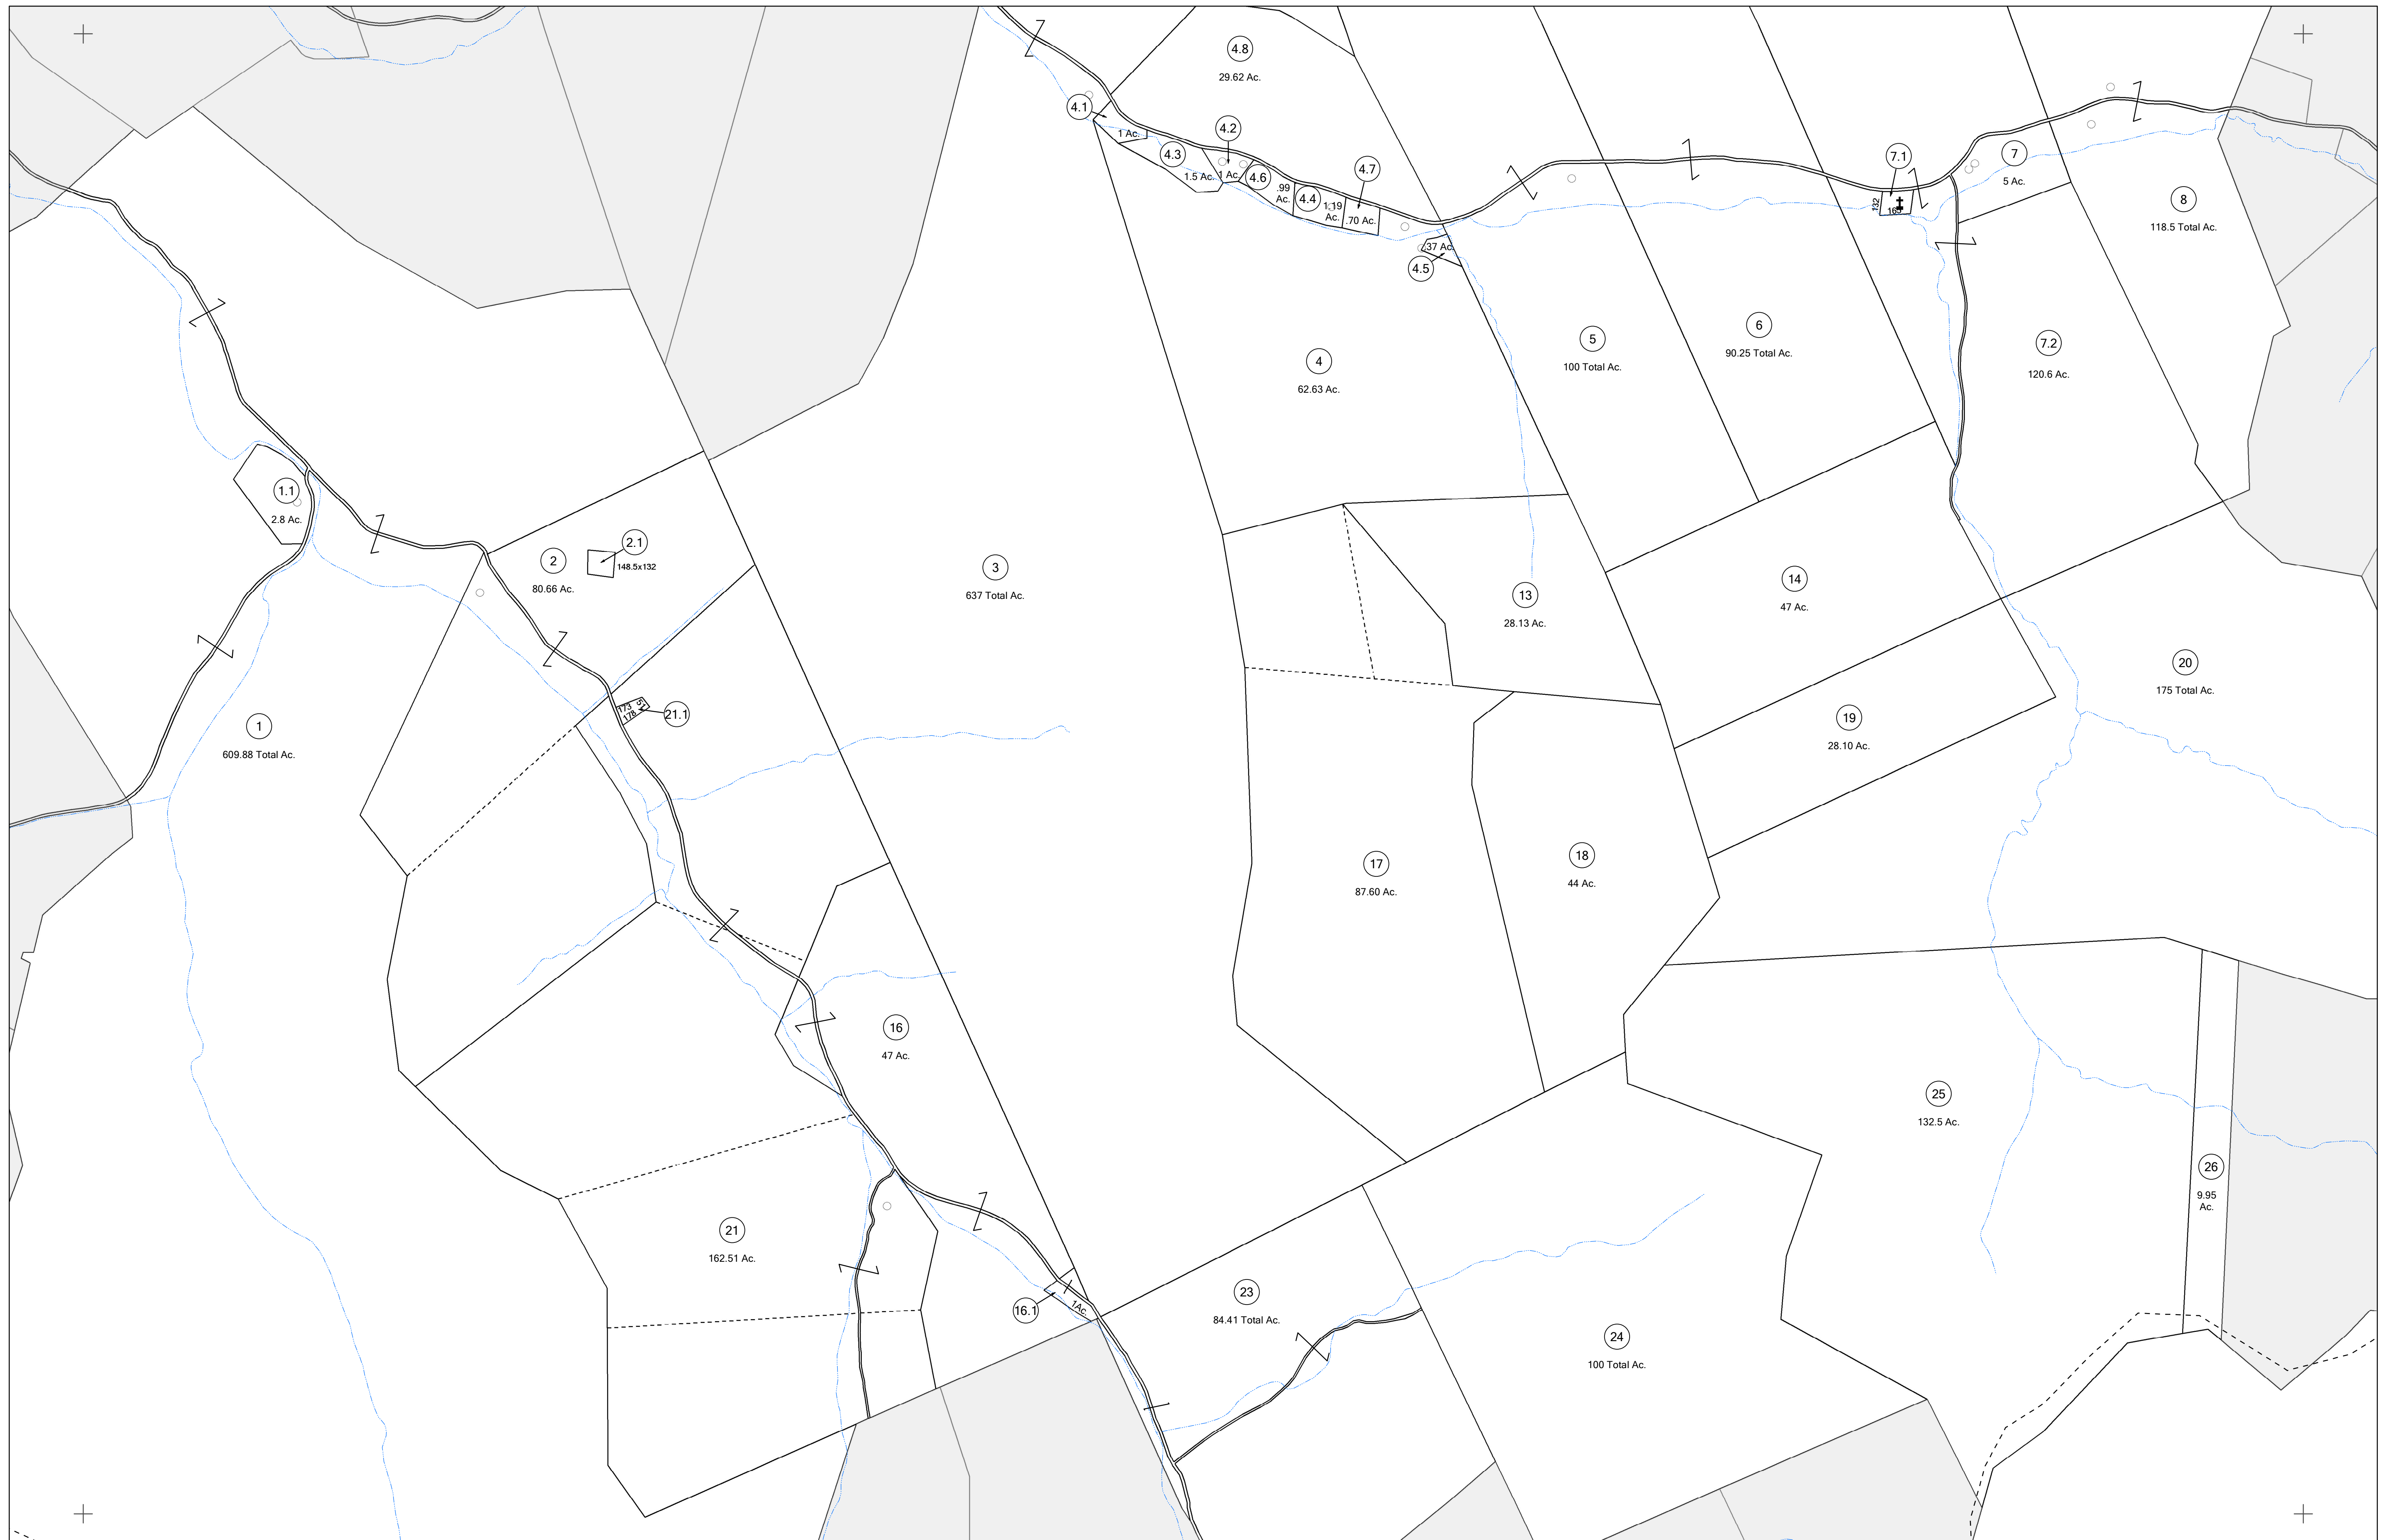 4.8
29.62 Ac.
4.1
1 Ac.
4.2
4.3
1.5 Ac.
1 Ac.
4.6
.99
Ac.
4.4
1.19
Ac.
4.7
.70 Ac.
.37 Ac.
4.5
7.1
132
165
7
5 Ac.
8
118.5 Total Ac.
4
62.63 Ac.
5
100 Total Ac.
6
90.25 Total Ac.
7.2
120.6 Ac.
1.1
2.8 Ac.
2
80.66 Ac.
2.1
148.5x132
3
637 Total Ac.
13
28.13 Ac.
14
47 Ac.
20
175 Total Ac.
1
609.88 Total Ac.
173
178
21.1
19
28.10 Ac.
17
87.60 Ac.
18
44 Ac.
16
47 Ac.
25
132.5 Ac.
26
9.95
Ac.
21
162.51 Ac.
16.1
1Ac.
23
84.41 Total Ac.
24
100 Total Ac.